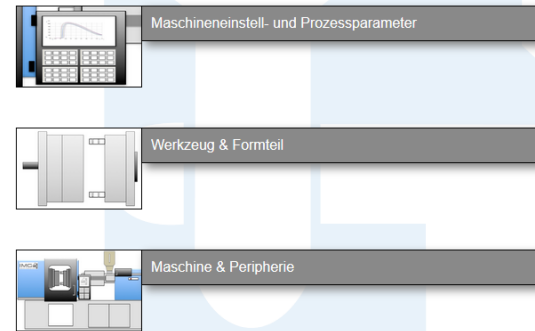 Maschineneinstell- und Prozessparameter
Werkzeug & Formteil
Maschine & Peripherie